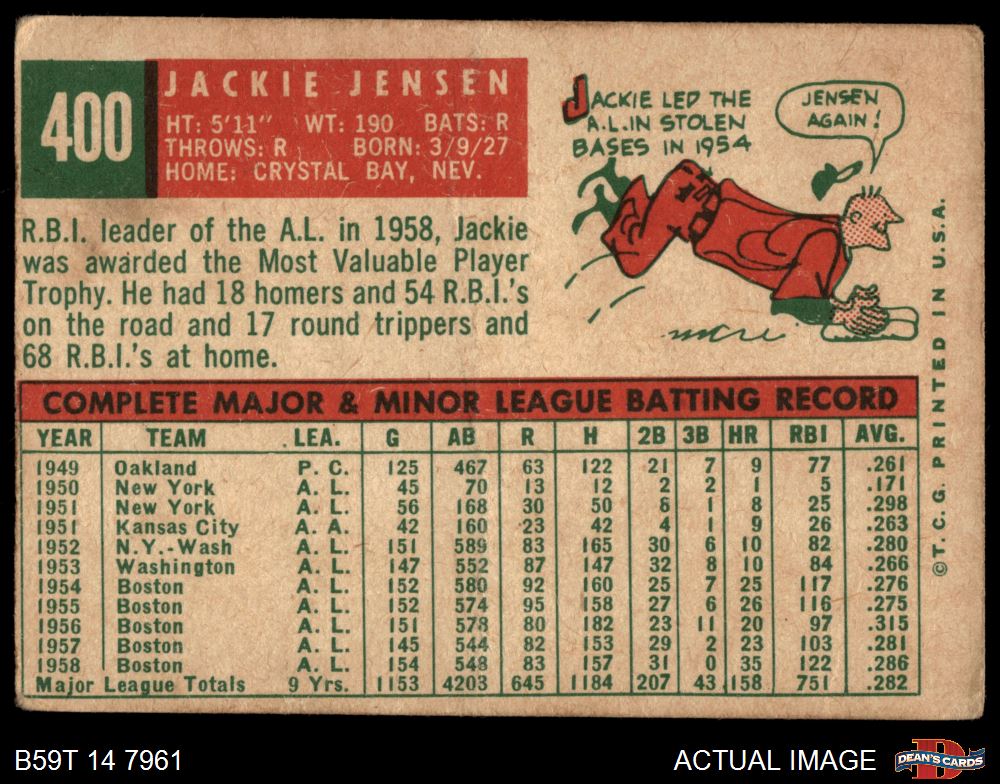 400
JACKIE JENSEN
HT: 5'11" WT: 190 BATS: R
THROWS: R BORN: 3/9/27
HOME: CRYSTAL BAY, NEV.
R.B.I. leader of the A.L. in 1958, Jackie
was awarded the Most Valuable Player
Trophy. He had 18 homers and 54 R.B.I.'s
on the road and 17 round trippers and
68 R.B.I.'s at home.
JACKIE LED THE
A.L. IN STOLEN
BASES IN 1954
JENSEN
AGAIN!
COMPLETE MAJOR & MINOR LEAGUE BATTING RECORD
YEAR TEAM LEA. G AB R H 2B 3B HR RBI AVG.
1949 Oakland P. C. 125 467 63 122 21 7 9 77 .261
1950 New York A. L. 45 70 13 12 2 2 1 5 .171
1951 New York A. L. 56 168 30 50 8 1 8 25 .298
1951 Kansas City A. A. 42 160 23 42 4 1 9 26 .263
1952 N.Y.-Wash A. L. 151 589 83 165 30 6 10 82 .280
1953 Washington A. L. 147 552 87 147 32 8 10 84 .266
1954 Boston A. L. 152 580 92 160 25 7 25 117 .276
1955 Boston A. L. 152 574 95 158 27 6 26 116 .275
1956 Boston A. L. 151 578 80 182 23 11 20 97 .315
1957 Boston A. L. 145 544 82 153 29 2 23 103 .281
1958 Boston A. L. 154 548 83 157 31 0 35 122 .286
Major League Totals 9 Yrs. 1153 4203 645 1184 207 43 158 751 .282
©T. C. G. PRINTED IN U.S.A.
B59T 14 7961
ACTUAL IMAGE
DEAN'S CARDS